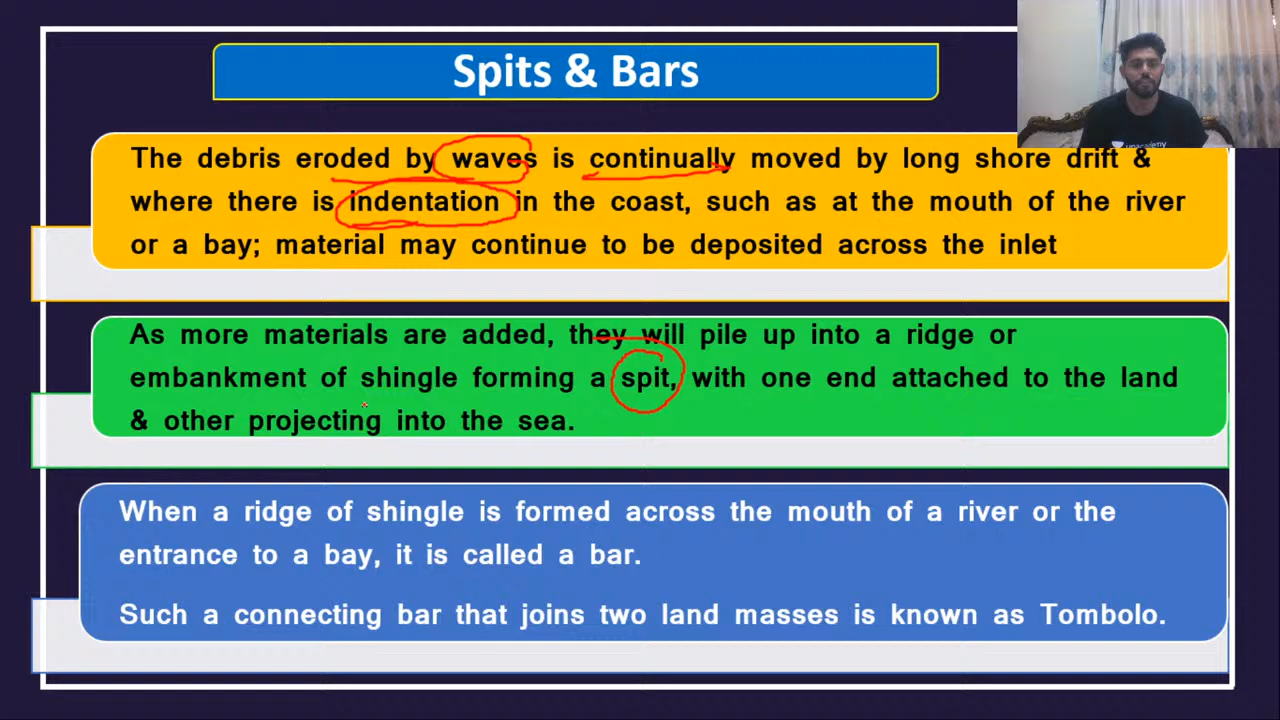 Spits & Bars
unacademy
The debris eroded by waves is continually moved by long shore drift &
where there is indentation in the coast, such as at the mouth of the river
or a bay; material may continue to be deposited across the inlet
As more materials are added, they will pile up into a ridge or
embankment of shingle forming a spit, with one end attached to the land
& other projecting into the sea.
When a ridge of shingle is formed across the mouth of a river or the
entrance to a bay, it is called a bar.
Such a connecting bar that joins two land masses is known as Tombolo.